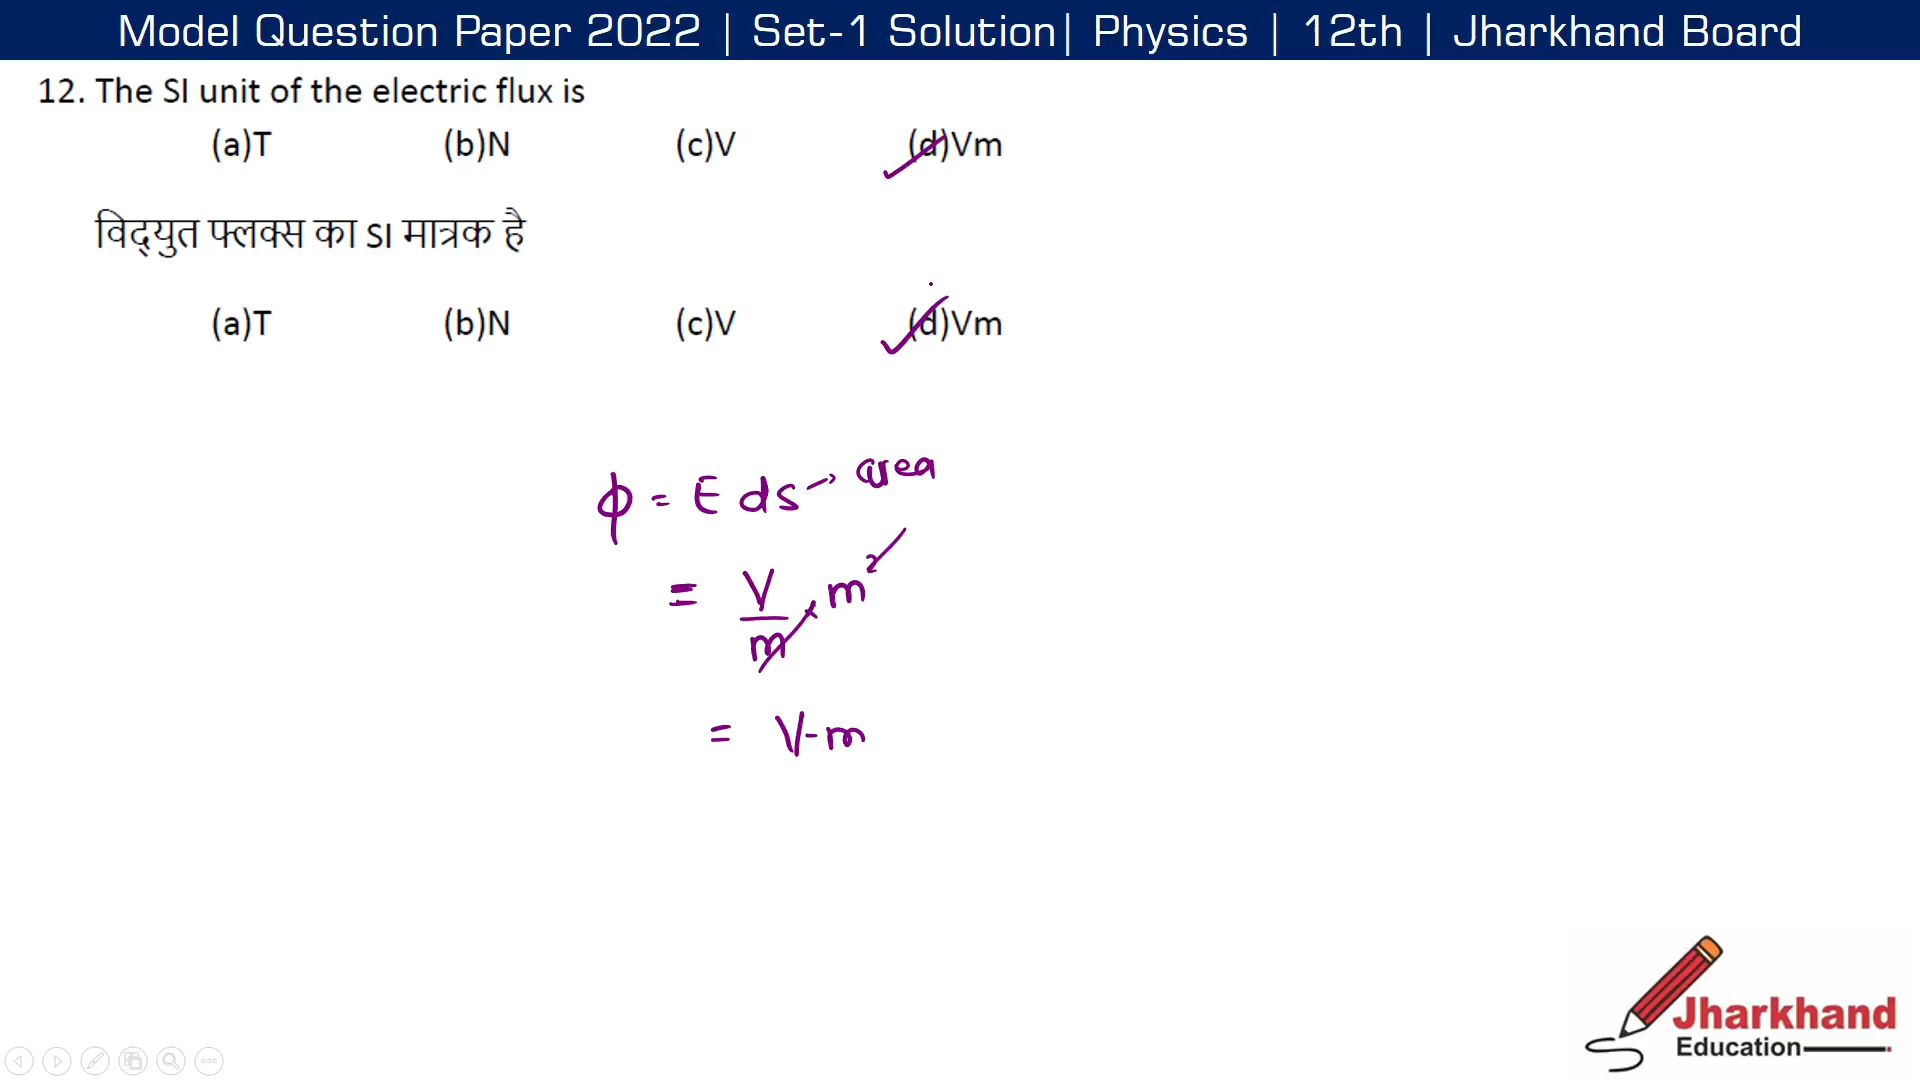 Model Question Paper 2022 | Set-1 Solution| Physics | 12th | Jharkhand Board
12. The SI unit of the electric flux is
(a)T (b)N (c)V (d)Vm
विद्युत फ्लक्स का SI मात्रक है
(a)T (b)N (c)V (d)Vm
ϕ = E ds → area
= V/m × m²
= V-m
Jharkhand
Education